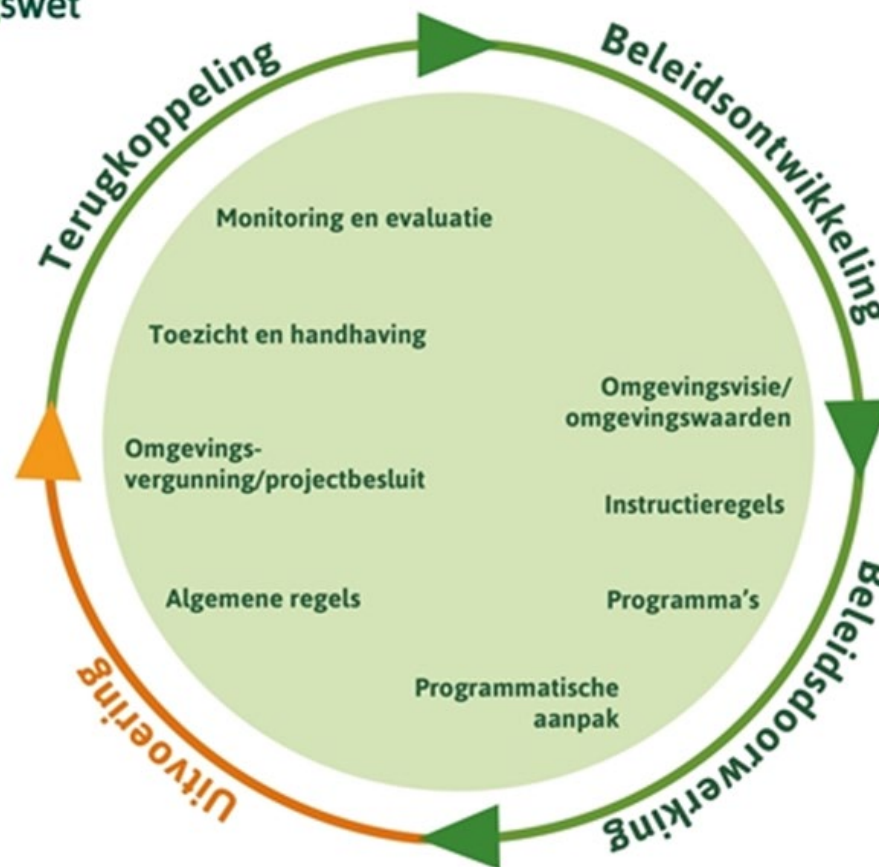 swet
Terugkoppeling
Beleidsontwikkeling
Monitoring en evaluatie
Toezicht en handhaving
Omgevingsvisie/
omgevingswaarden
Omgevings-
vergunning/projectbesluit
Instructieregels
Algemene regels
Programma's
Programmatische
aanpak
Uitvoering
Beleidsdoorwerking